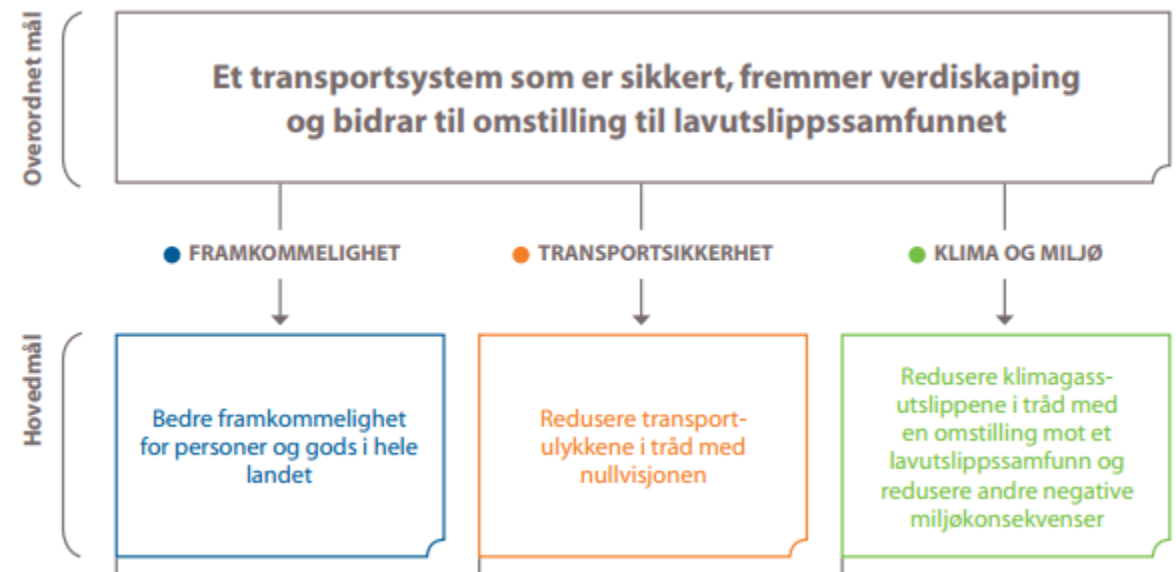 Overordnet mål
Et transportsystem som er sikkert, fremmer verdiskaping
og bidrar til omstilling til lavutslippssamfunnet
FRAMKOMMELIGHET
TRANSPORTSIKKERHET
KLIMA OG MILJØ
Hovedmål
Bedre framkommelighet
for personer og gods i hele
landet
Redusere transport-
ulykkene i tråd med
nullvisjonen
Redusere klimagass-
utslippene i tråd med
en omstilling mot et
lavutslippssamfunn og
redusere andre negative
miljøkonsekvenser